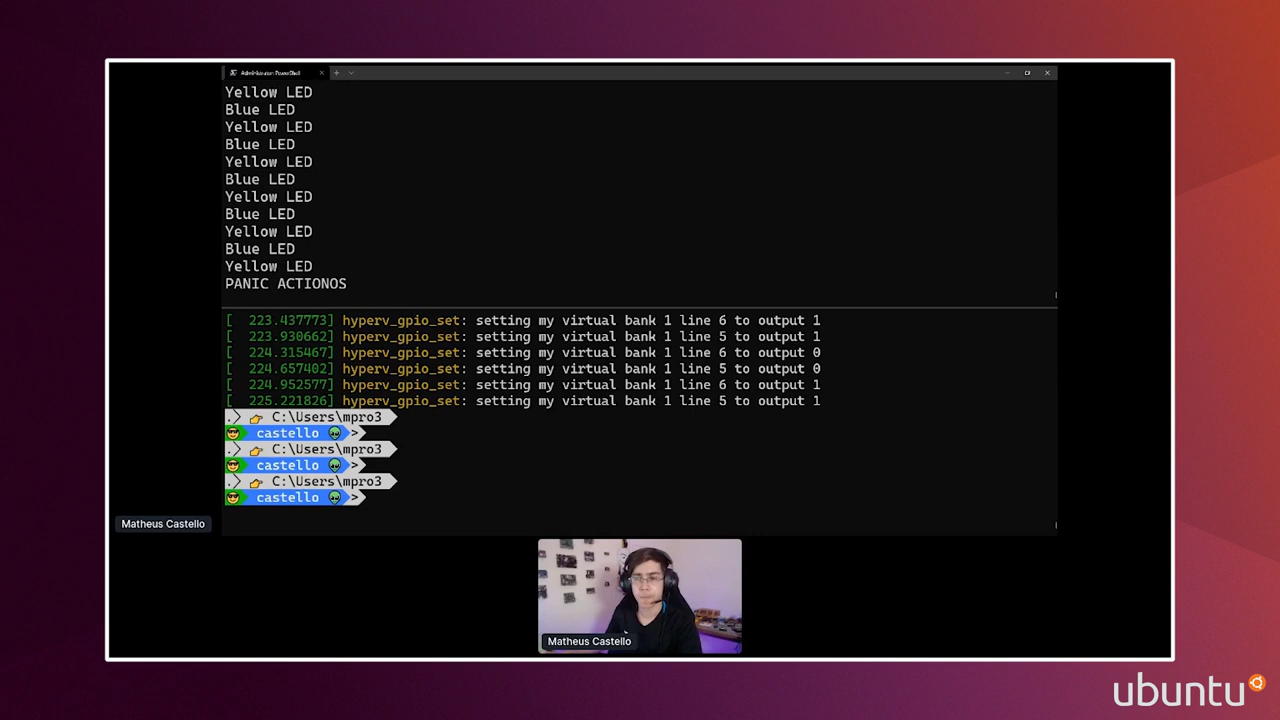 Administrator: PowerShell
Yellow LED
Blue LED
Yellow LED
Blue LED
Yellow LED
Blue LED
Yellow LED
Blue LED
Yellow LED
Blue LED
Yellow LED
PANIC ACTIONOS
[  223.437773] hyperv_gpio_set: setting my virtual bank 1 line 6 to output 1
[  223.930662] hyperv_gpio_set: setting my virtual bank 1 line 5 to output 1
[  224.315467] hyperv_gpio_set: setting my virtual bank 1 line 6 to output 0
[  224.657402] hyperv_gpio_set: setting my virtual bank 1 line 5 to output 0
[  224.952577] hyperv_gpio_set: setting my virtual bank 1 line 6 to output 1
[  225.221826] hyperv_gpio_set: setting my virtual bank 1 line 5 to output 1
.> 👉 C:\Users\mpro3
😎 castello 👽 >
.> 👉 C:\Users\mpro3
😎 castello 👽 >
.> 👉 C:\Users\mpro3
😎 castello 👽 >
Matheus Castello
Matheus Castello
ubuntu